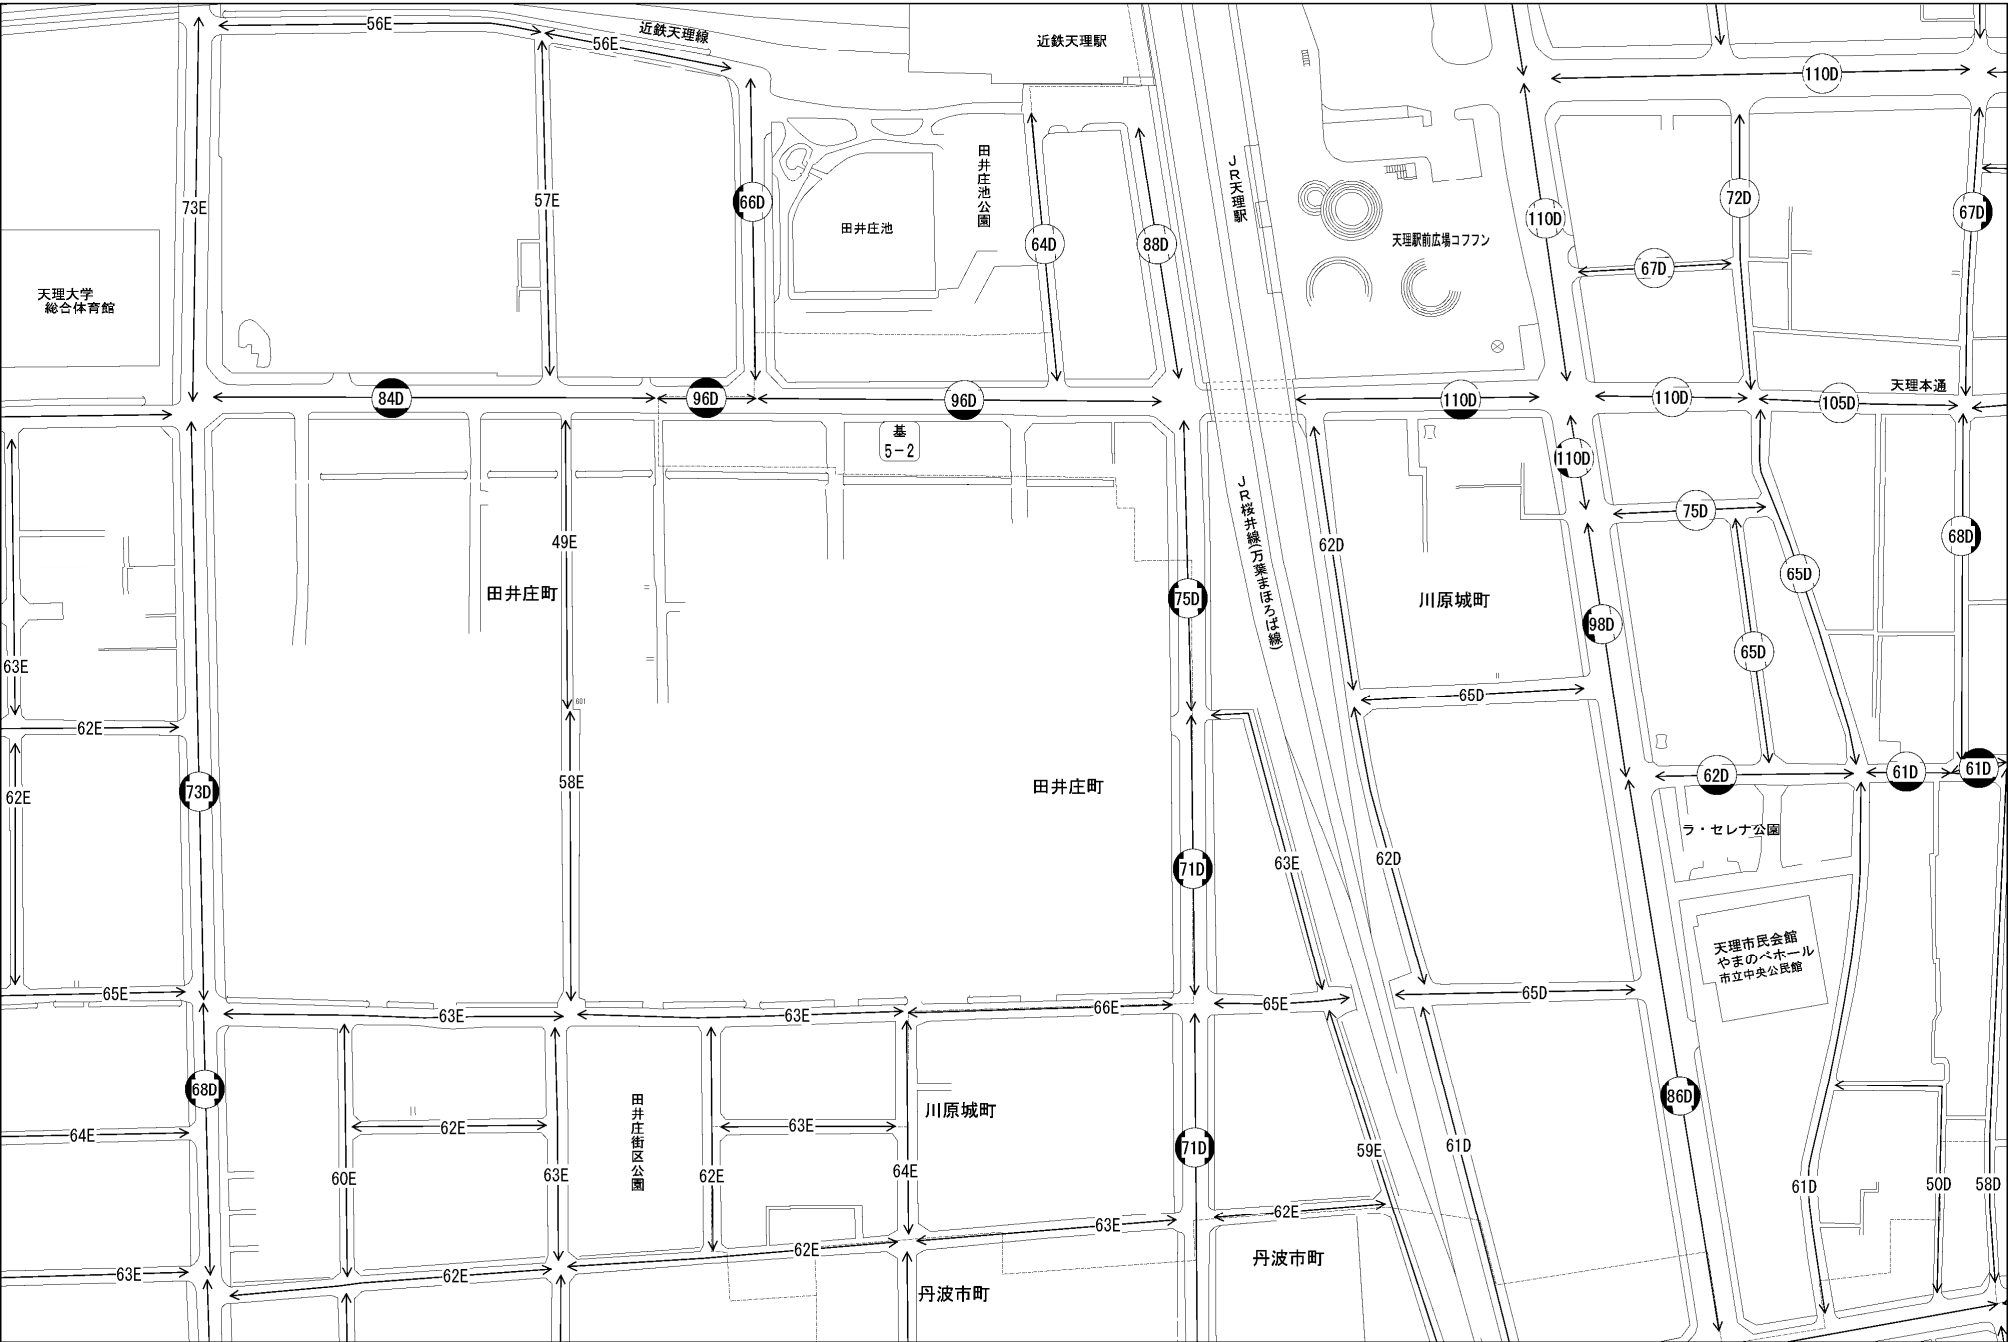 56E
56E
近鉄天理線
近鉄天理駅
110D
73E
57E
66D
田井庄池
田井庄池公園
64D
88D
JR天理駅
天理駅前広場コフフン
110D
72D
67D
67D
天理大学
総合体育館
84D
96D
96D
110D
110D
105D
天理本通
基
5-2
110D
75D
49E
62D
68D
65D
JR桜井線(万葉まほろば線)
田井庄町
75D
川原城町
98D
65D
63E
65D
601
62E
62E
73D
58E
田井庄町
71D
63E
62D
62D
61D
61D
ラ・セレナ公園
天理市民会館
やまのべホール
市立中央公民館
65E
63E
63E
66E
65E
65D
68D
64E
62E
63E
田井庄街区公園
川原城町
86D
60E
63E
62E
64E
71D
59E
61D
61D
50D
58D
63E
62E
62E
63E
62E
丹波市町
丹波市町